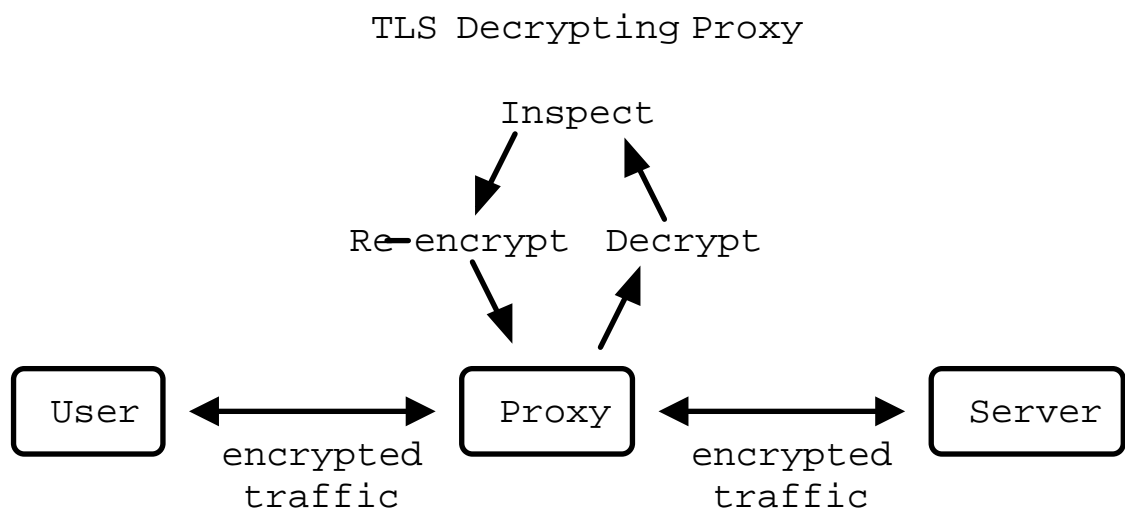 TLS Decrypting Proxy
Inspect
Re-encrypt Decrypt
User Proxy Server
encrypted encrypted
traffic traffic